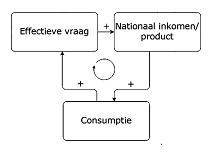 Effectieve vraag
+
Nationaal inkomen/
product
+
+
Consumptie